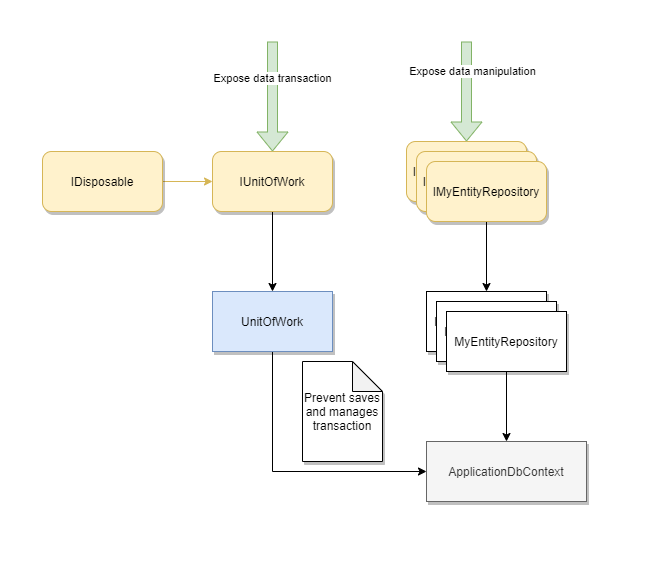 Expose data transaction
Expose data manipulation
IDisposable
IUnitOfWork
I
I
IMyEntityRepository
UnitOfWork
MyEntityRepository
Prevent saves
and manages
transaction
ApplicationDbContext